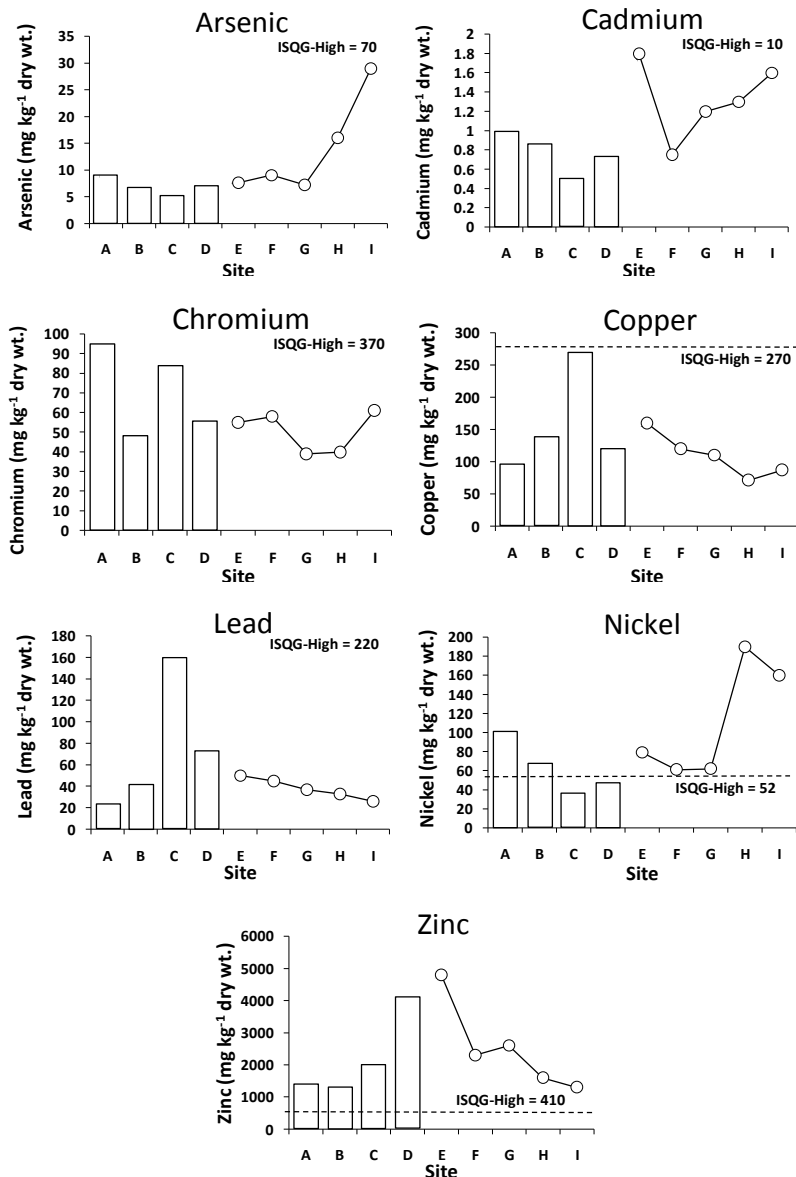 Arsenic
ISQG-High = 70
Arsenic (mg kg⁻¹ dry wt.)
35
30
25
20
15
10
5
0
A B C D E F G H I
Site
Cadmium
ISQG-High = 10
Cadmium (mg kg⁻¹ dry wt.)
2
1.8
1.6
1.4
1.2
1
0.8
0.6
0.4
0.2
0
A B C D E F G H I
Site
Chromium
ISQG-High = 370
Chromium (mg kg⁻¹ dry wt.)
100
90
80
70
60
50
40
30
20
10
0
A B C D E F G H I
Site
Copper
ISQG-High = 270
Copper (mg kg⁻¹ dry wt.)
300
250
200
150
100
50
0
A B C D E F G H I
Site
Lead
ISQG-High = 220
Lead (mg kg⁻¹ dry wt.)
180
160
140
120
100
80
60
40
20
0
A B C D E F G H I
Site
Nickel
Nickel (mg kg⁻¹ dry wt.)
200
180
160
140
120
100
80
60
40
20
0
ISQG-High = 52
A B C D E F G H I
Site
Zinc
Zinc (mg kg⁻¹ dry wt.)
6000
5000
4000
3000
2000
1000
0
ISQG-High = 410
A B C D E F G H I
Site